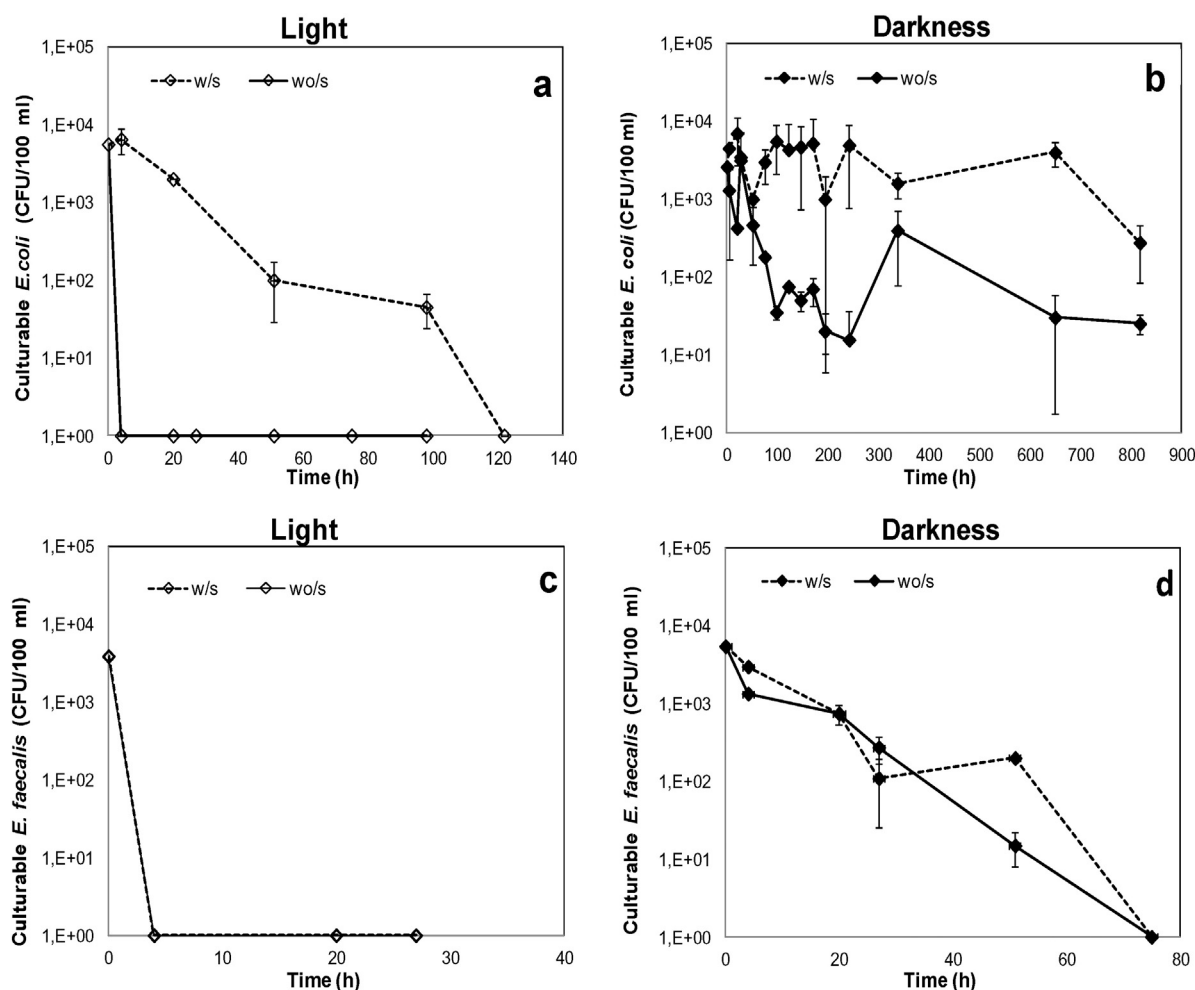 Light
Culturable E.coli (CFU/100 ml)
1,E+05
1,E+04
1,E+03
1,E+02
1,E+01
1,E+00
w/s wo/s
a
0 20 40 60 80 100 120 140
Time (h)
Darkness
Culturable E. coli (CFU/100 ml)
1,E+05
1,E+04
1,E+03
1,E+02
1,E+01
1,E+00
w/s wo/s
b
0 100 200 300 400 500 600 700 800 900
Time (h)
Light
Culturable E. faecalis (CFU/100 ml)
1,E+05
1,E+04
1,E+03
1,E+02
1,E+01
1,E+00
w/s wo/s
c
0 10 20 30 40
Time (h)
Darkness
Culturable E. faecalis (CFU/100 ml)
1,E+05
1,E+04
1,E+03
1,E+02
1,E+01
1,E+00
w/s wo/s
d
0 20 40 60 80
Time (h)